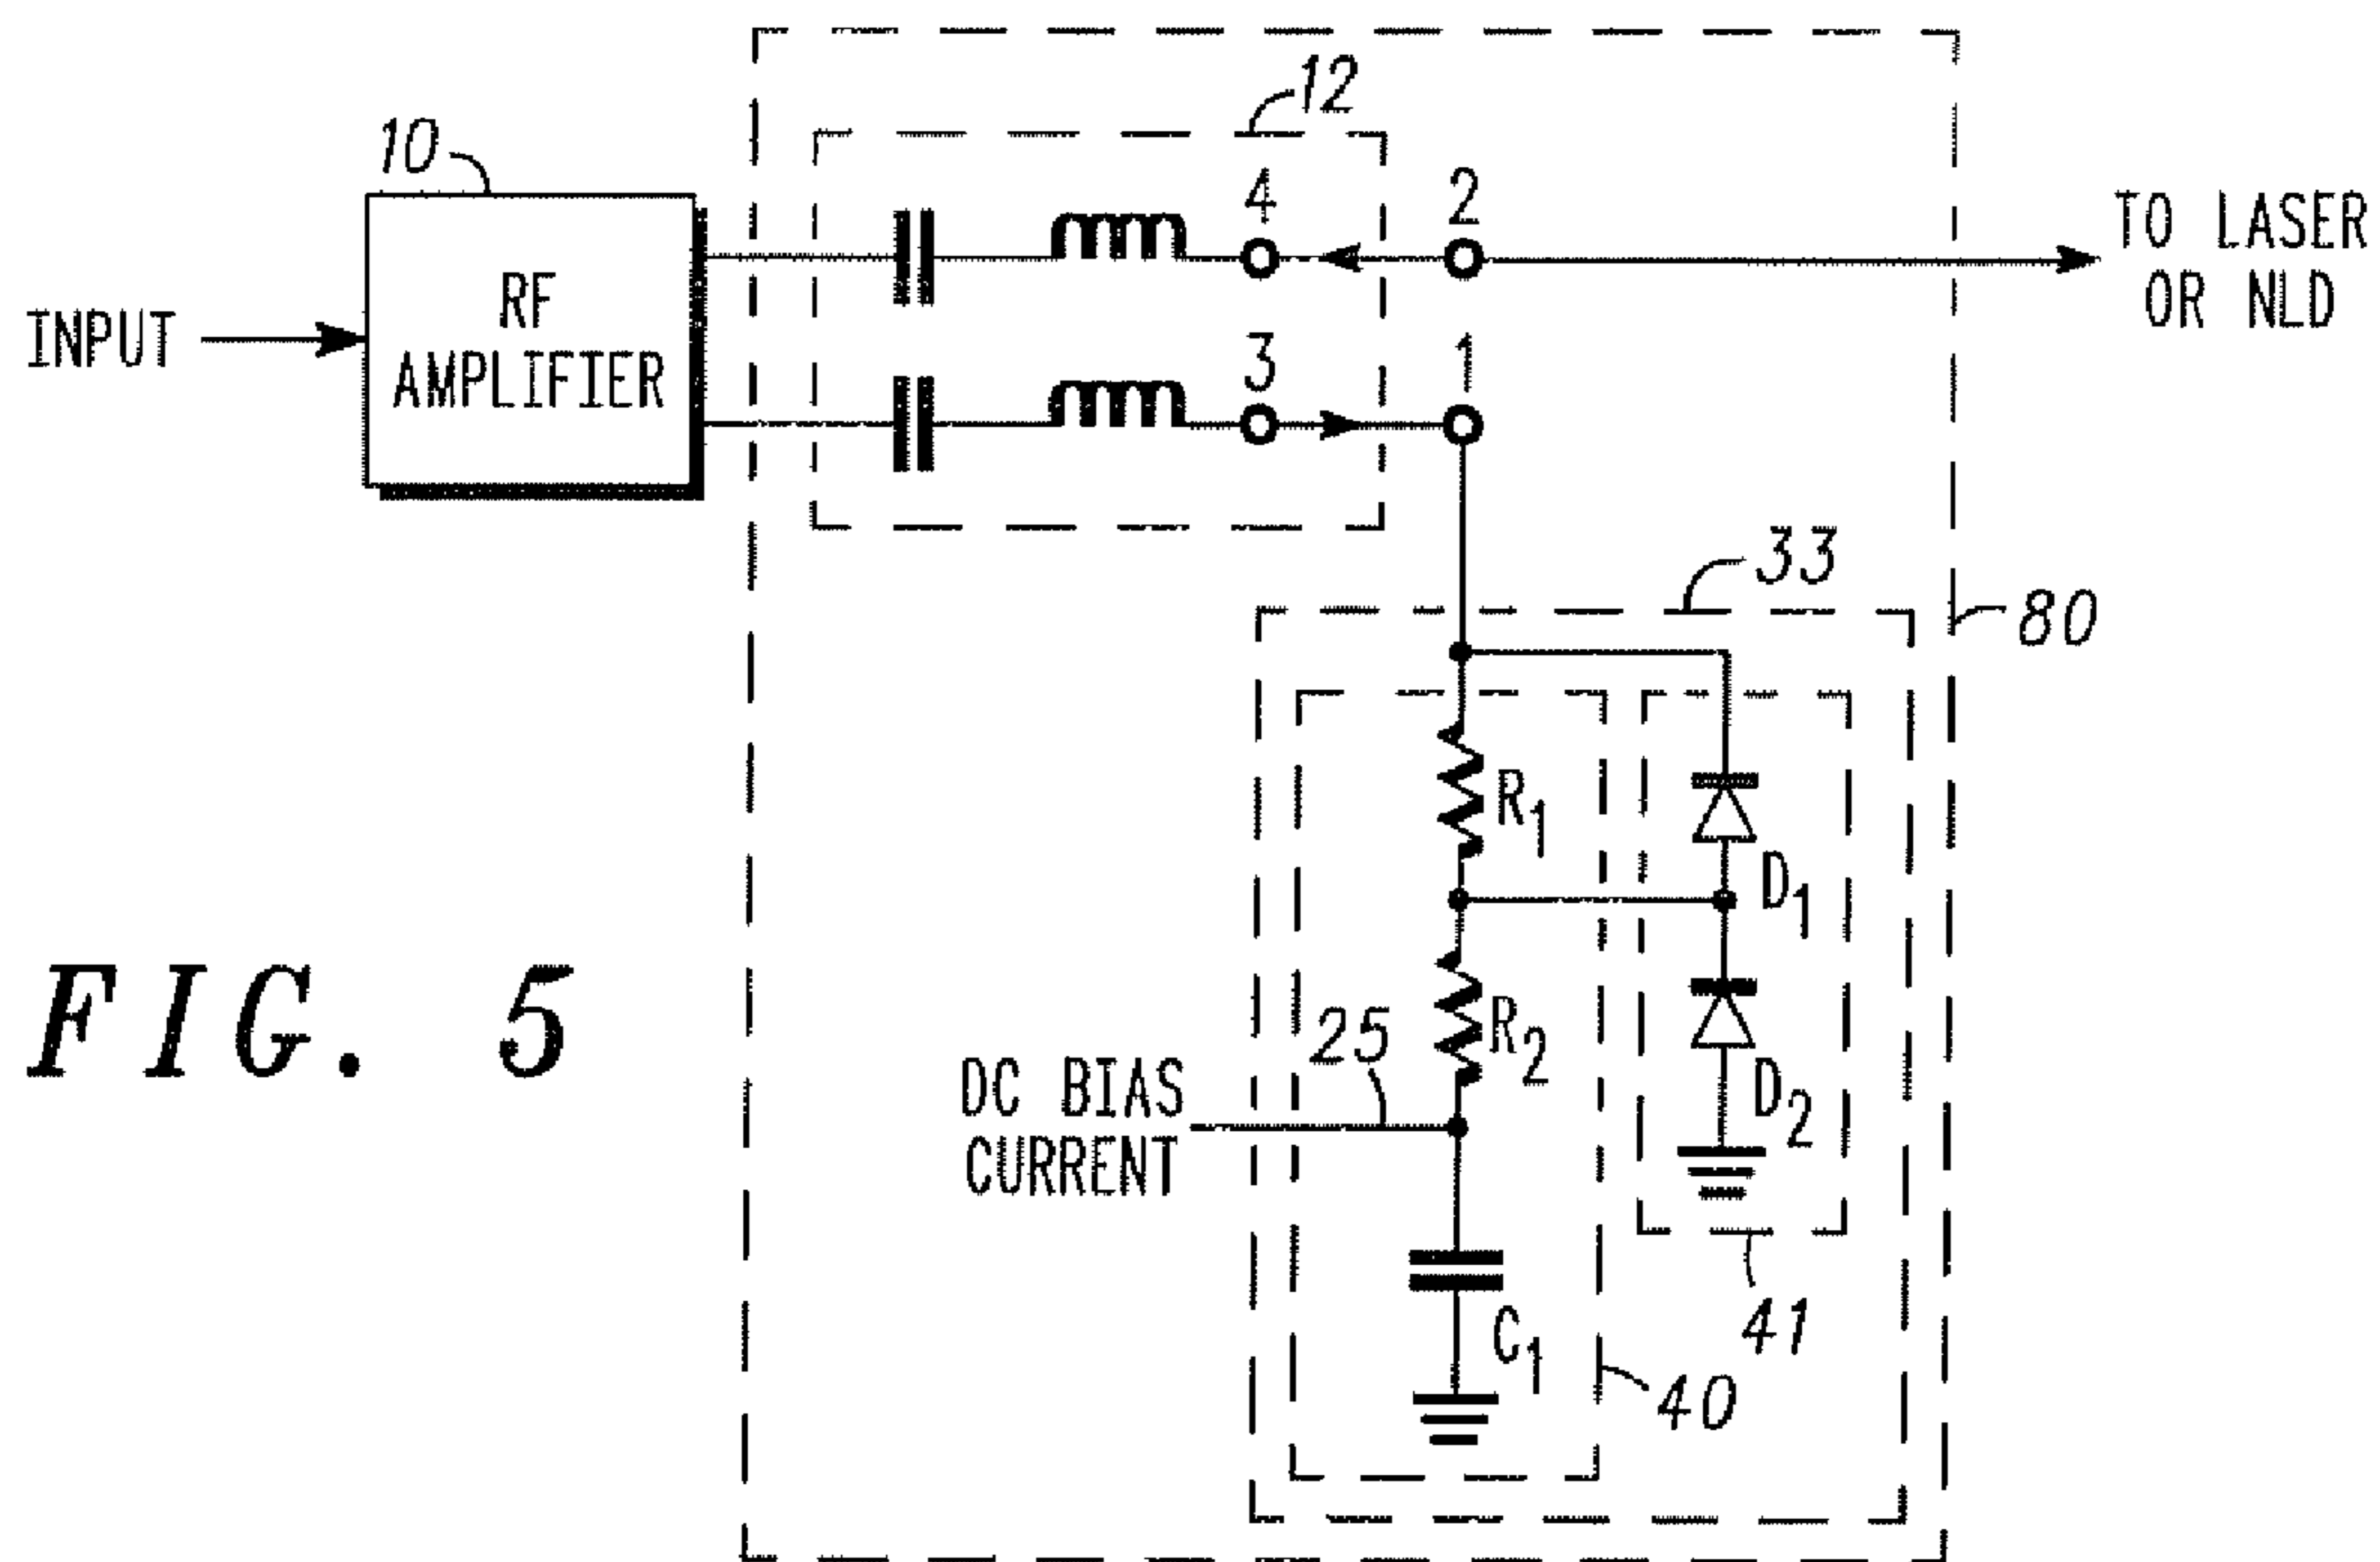 12
10
4
2
TO LASER
OR NLD
RF
AMPLIFIER
INPUT
3
1
33
80
R1
D1
FIG. 5
25
R2
DC BIAS
CURRENT
D2
C1
41
40